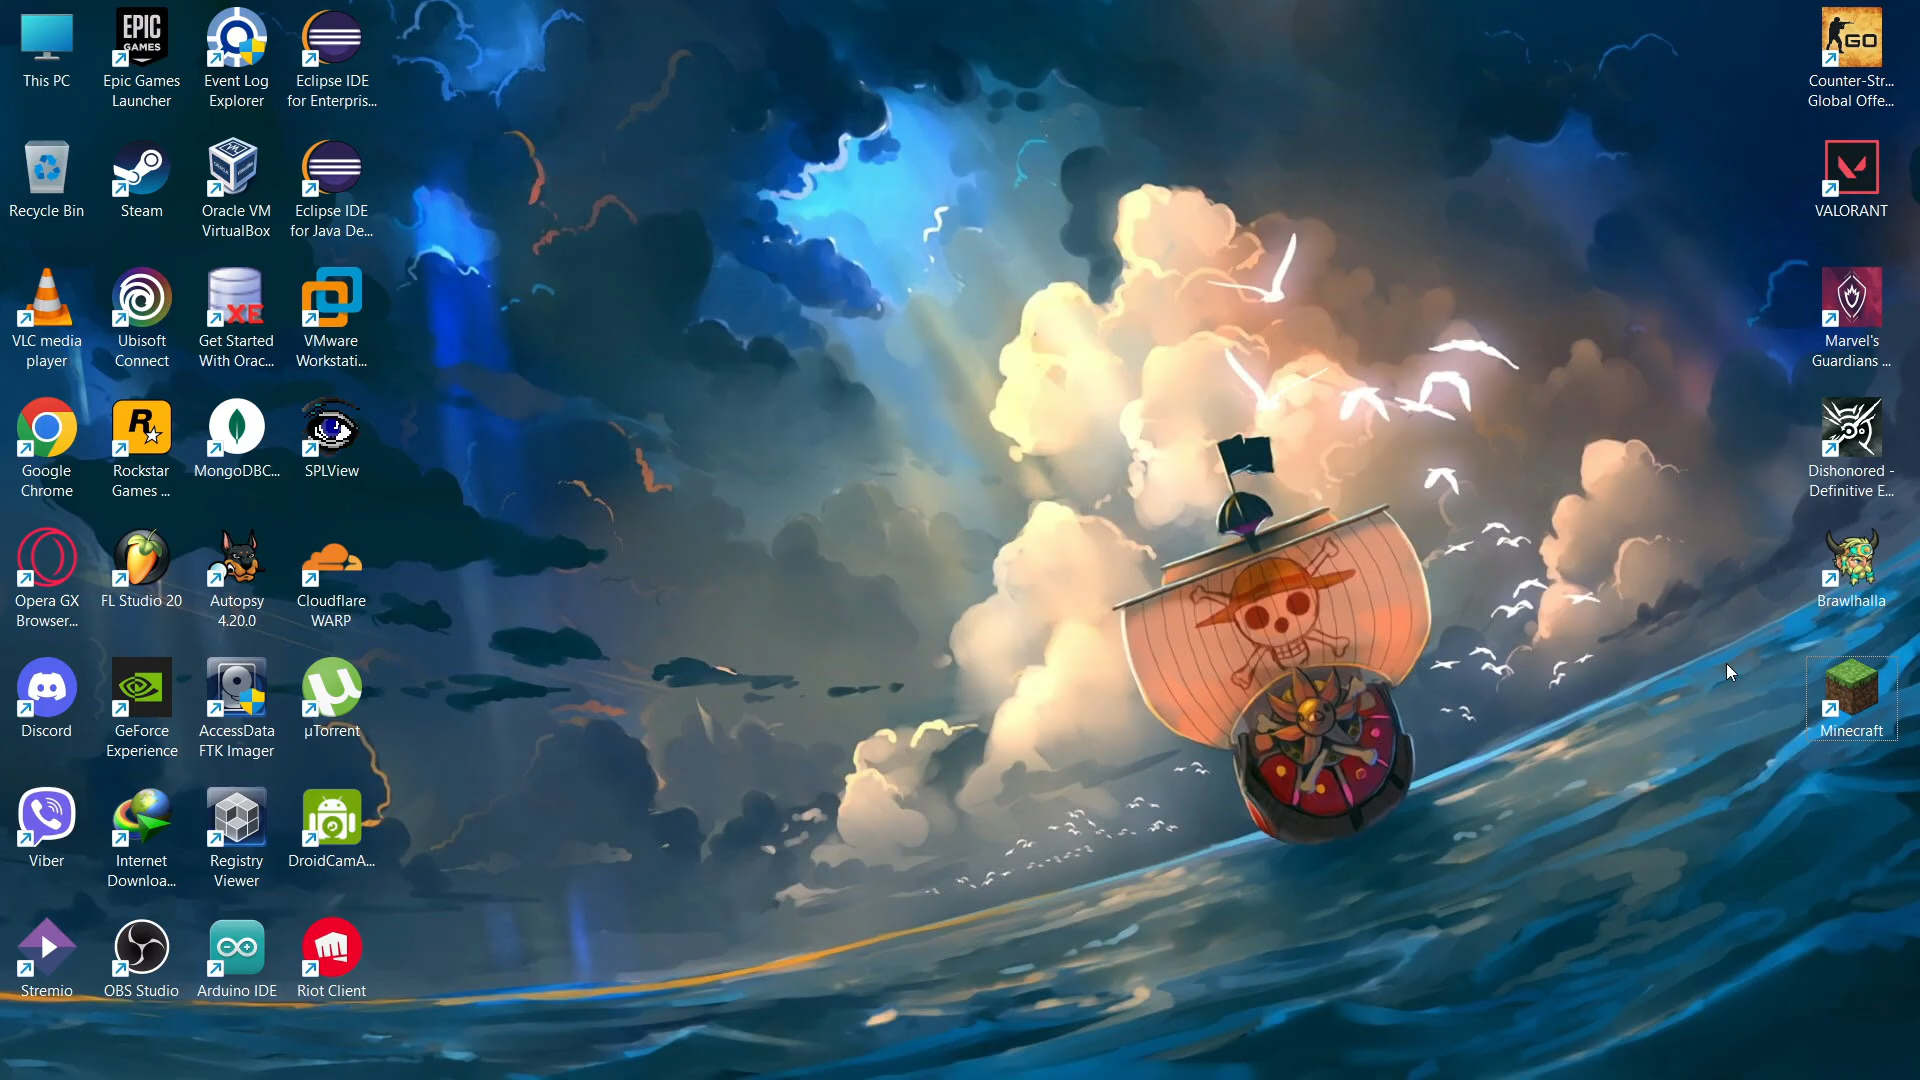 This PC
Epic Games
Launcher
Event Log
Explorer
Eclipse IDE
for Enterpris...
Recycle Bin
Steam
Oracle VM
VirtualBox
Eclipse IDE
for Java De...
VLC media
player
Ubisoft
Connect
Get Started
With Orac...
VMware
Workstati...
Google
Chrome
Rockstar
Games ...
MongoDBC...
SPLView
Opera GX
Browser...
FL Studio 20
Autopsy
4.20.0
Cloudflare
WARP
Discord
GeForce
Experience
AccessData
FTK Imager
µTorrent
Viber
Internet
Downloa...
Registry
Viewer
DroidCamA...
Stremio
OBS Studio
Arduino IDE
Riot Client
Counter-Str...
Global Offe...
VALORANT
Marvel's
Guardians ...
Dishonored -
Definitive E...
Brawlhalla
Minecraft
EPIC
GAMES
XE
R
GO